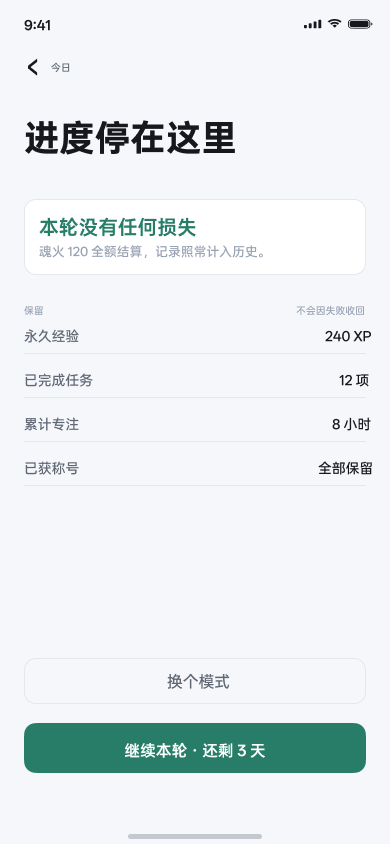 9:41
今日
进度停在这里
本轮没有任何损失
魂火 120 全额结算，记录照常计入历史。
保留 不会因失败收回
永久经验 240 XP
已完成任务 12 项
累计专注 8 小时
已获称号 全部保留
换个模式
继续本轮 · 还剩 3 天